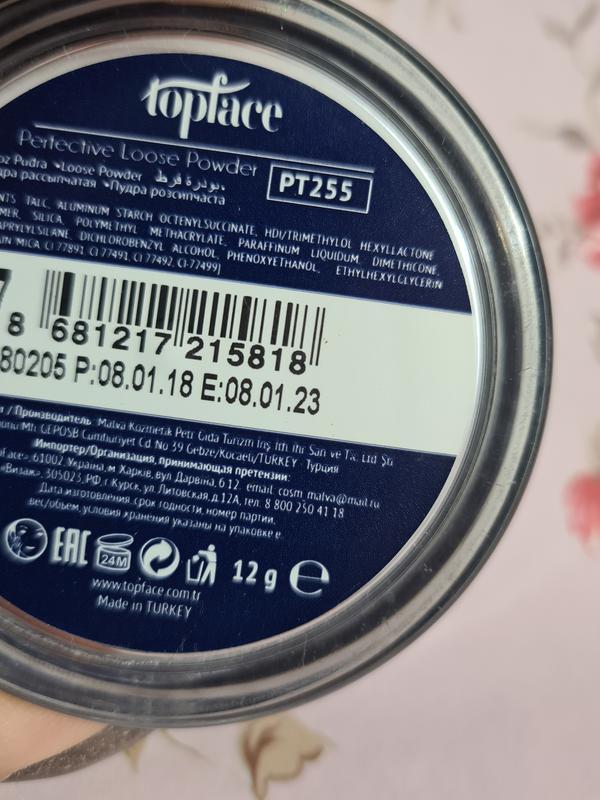 topface
Perfective Loose Powder
PT255
Pudra •Loose Powder بودرة فرط•
рассыпчатая •Пудра розсипчаста
TALC, ALUMINUM STARCH OCTENYLSUCCINATE, HDI/TRIMETHYLOL HEXYLLACTONE
SILICA, POLYMETHYL METHACRYLATE, PARAFFINUM LIQUIDUM, DIMETHICONE,
DICHLOROBENZYL ALCOHOL, PHENOXYETHANOL, ETHYLHEXYLGLYCERIN
MICA, CI 77891, CI 77491, CI 77492, CI-77499]
8 681217 215818
80205 P:08.01.18 E:08.01.23
/ Производитель: Malva Kozmetik Petr Gıda Turizm İnş. İth. İhr. San ve Tic. Ltd. Şti.
Mh. GEPOSB Cumhuriyet Cd. No 39 Gebze/Kocaeli/TURKEY · Турция
Импортер/Организация, принимающая претензии:
61002, Украина, м. Харків, вул. Дарвіна, 6 12. email: cosm_malva@mail.ru
«Визаж», 305023, РФ, г. Курск, ул. Литовская, д.12А, тел. 8 800 250 41 18
Дата изготовления, срок годности, номер партии,
вес/объем, условия хранения указаны на упаковке
EAC
24M
12 g e
www.topface.com.tr
Made in TURKEY